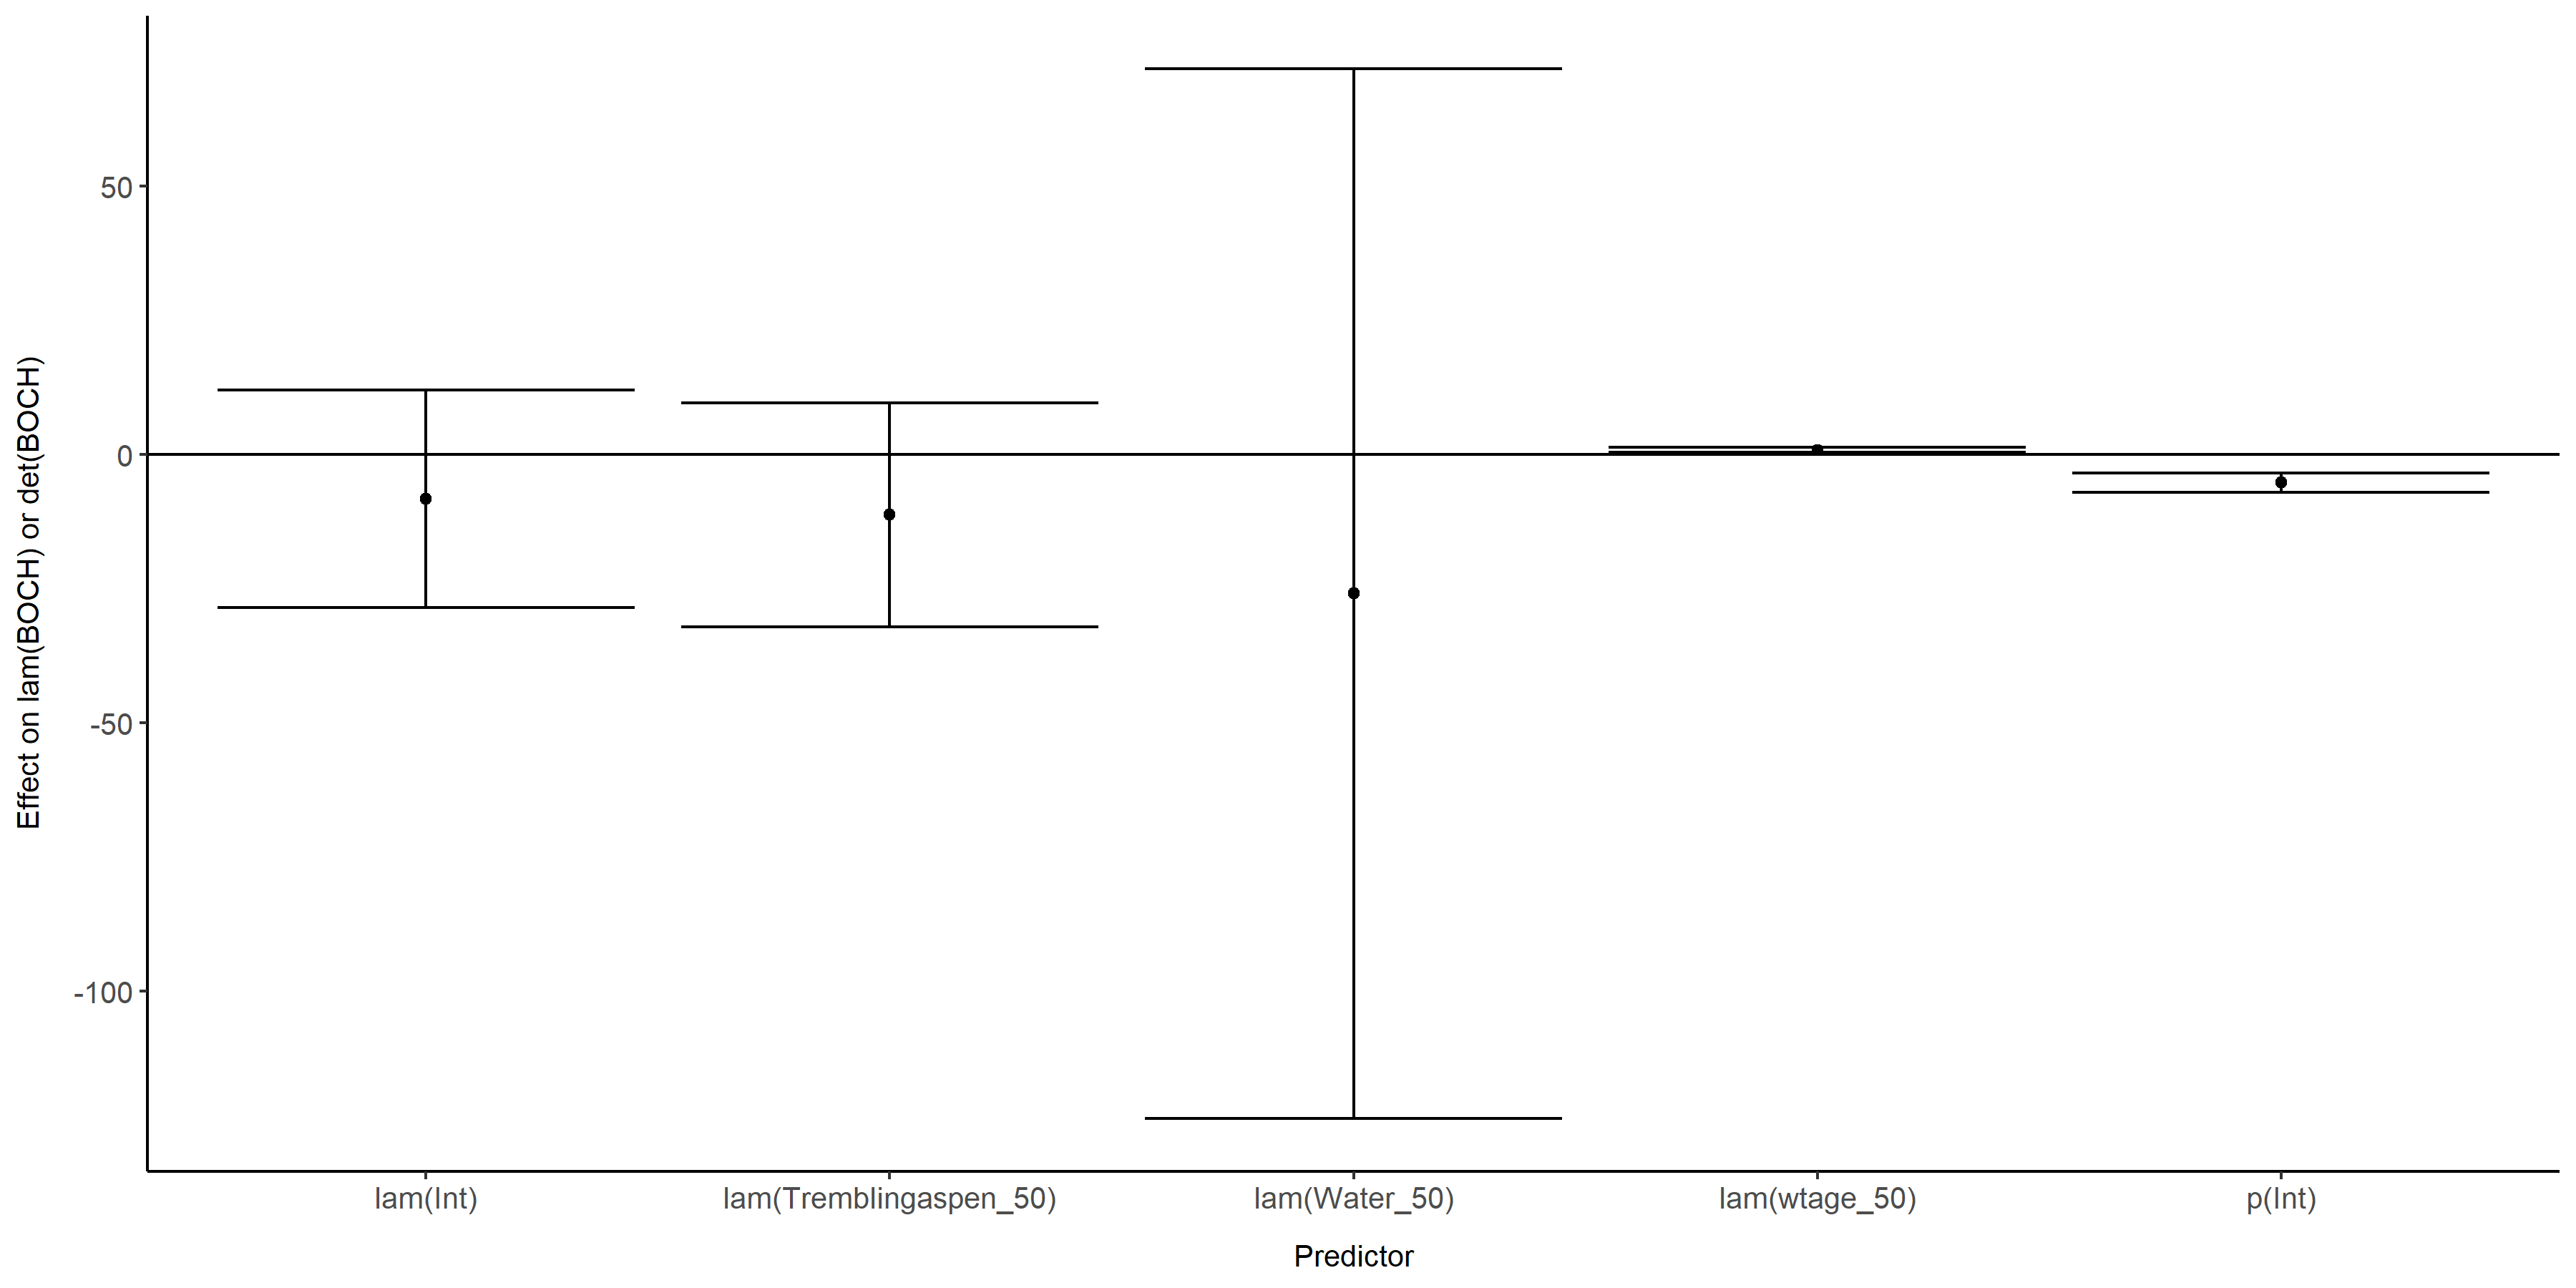 Effect on lam(BOCH) or det(BOCH)
50
0
-50
-100
lam(Int) lam(Tremblingaspen_50) lam(Water_50) lam(wtage_50) p(Int)
Predictor